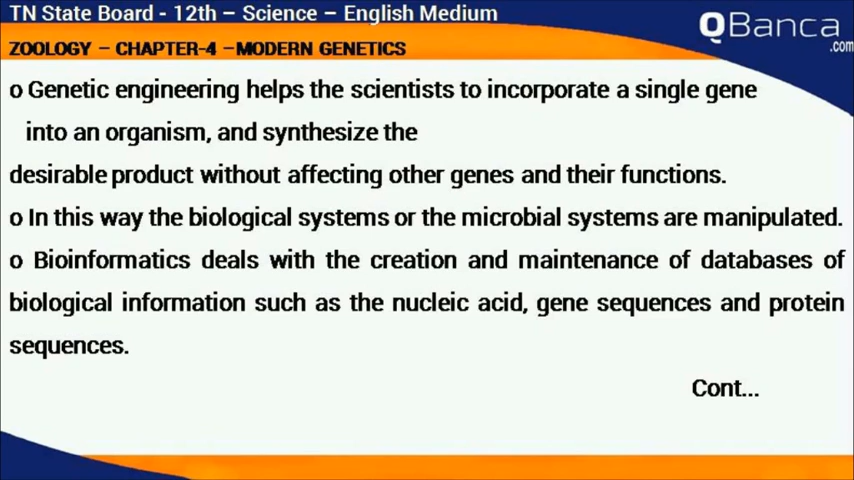 TN State Board - 12th – Science – English Medium
QBanca
.com
ZOOLOGY – CHAPTER-4 –MODERN GENETICS
o Genetic engineering helps the scientists to incorporate a single gene
into an organism, and synthesize the
desirable product without affecting other genes and their functions.
o In this way the biological systems or the microbial systems are manipulated.
o Bioinformatics deals with the creation and maintenance of databases of
biological information such as the nucleic acid, gene sequences and protein
sequences.
Cont...